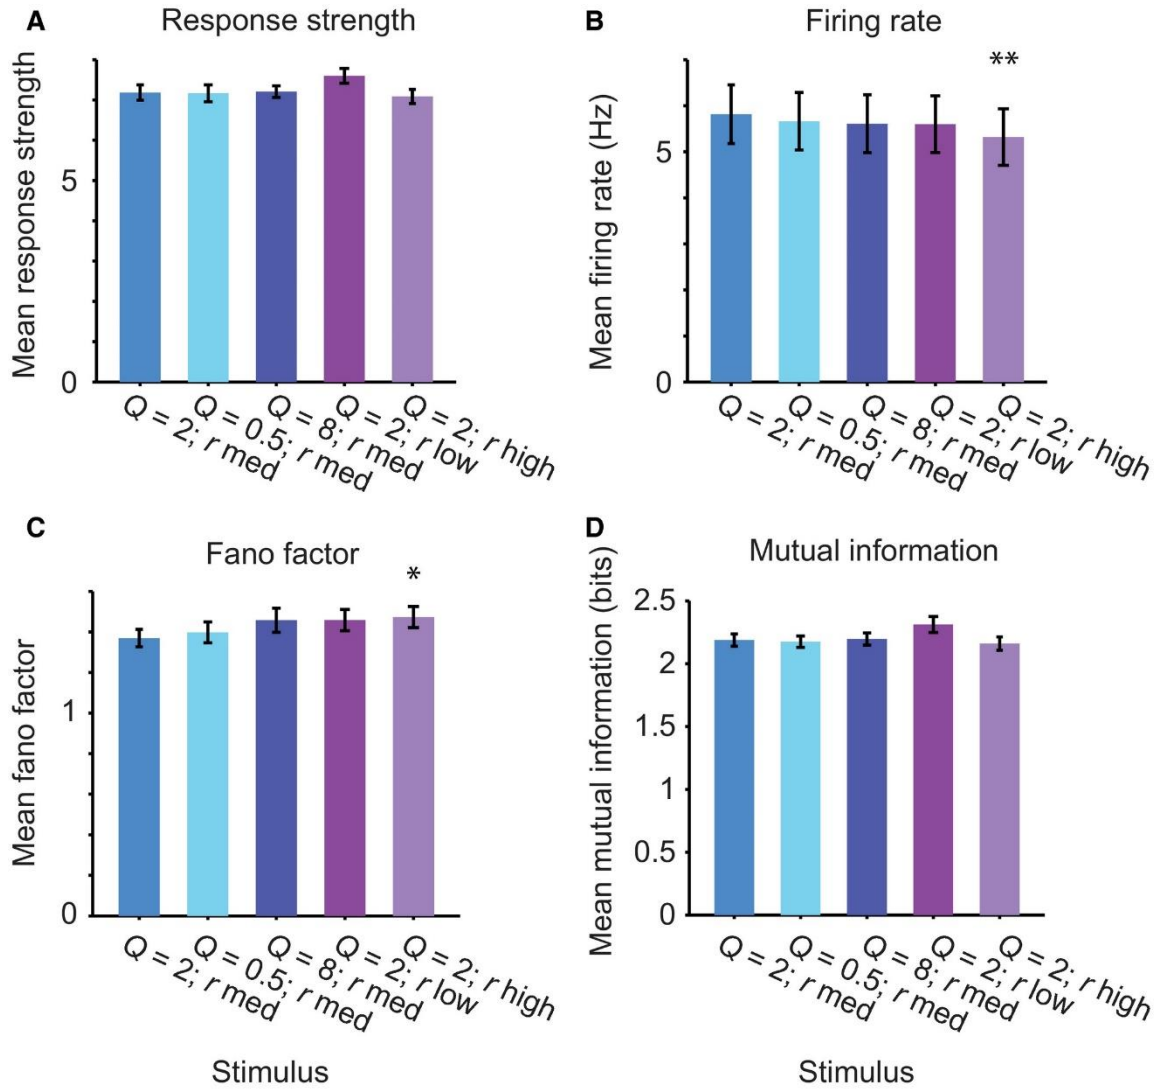 A
Response strength
Mean response strength
5
0
Q = 2; r med
Q = 0.5; r med
Q = 8; r med
Q = 2; r low
Q = 2; r high
B
Firing rate
**
Mean firing rate (Hz)
5
0
Q = 2; r med
Q = 0.5; r med
Q = 8; r med
Q = 2; r low
Q = 2; r high
C
Fano factor
*
Mean fano factor
1
0
Q = 2; r med
Q = 0.5; r med
Q = 8; r med
Q = 2; r low
Q = 2; r high
Stimulus
D
Mutual information
Mean mutual information (bits)
2.5
2
1.5
1
0.5
0
Q = 2; r med
Q = 0.5; r med
Q = 8; r med
Q = 2; r low
Q = 2; r high
Stimulus